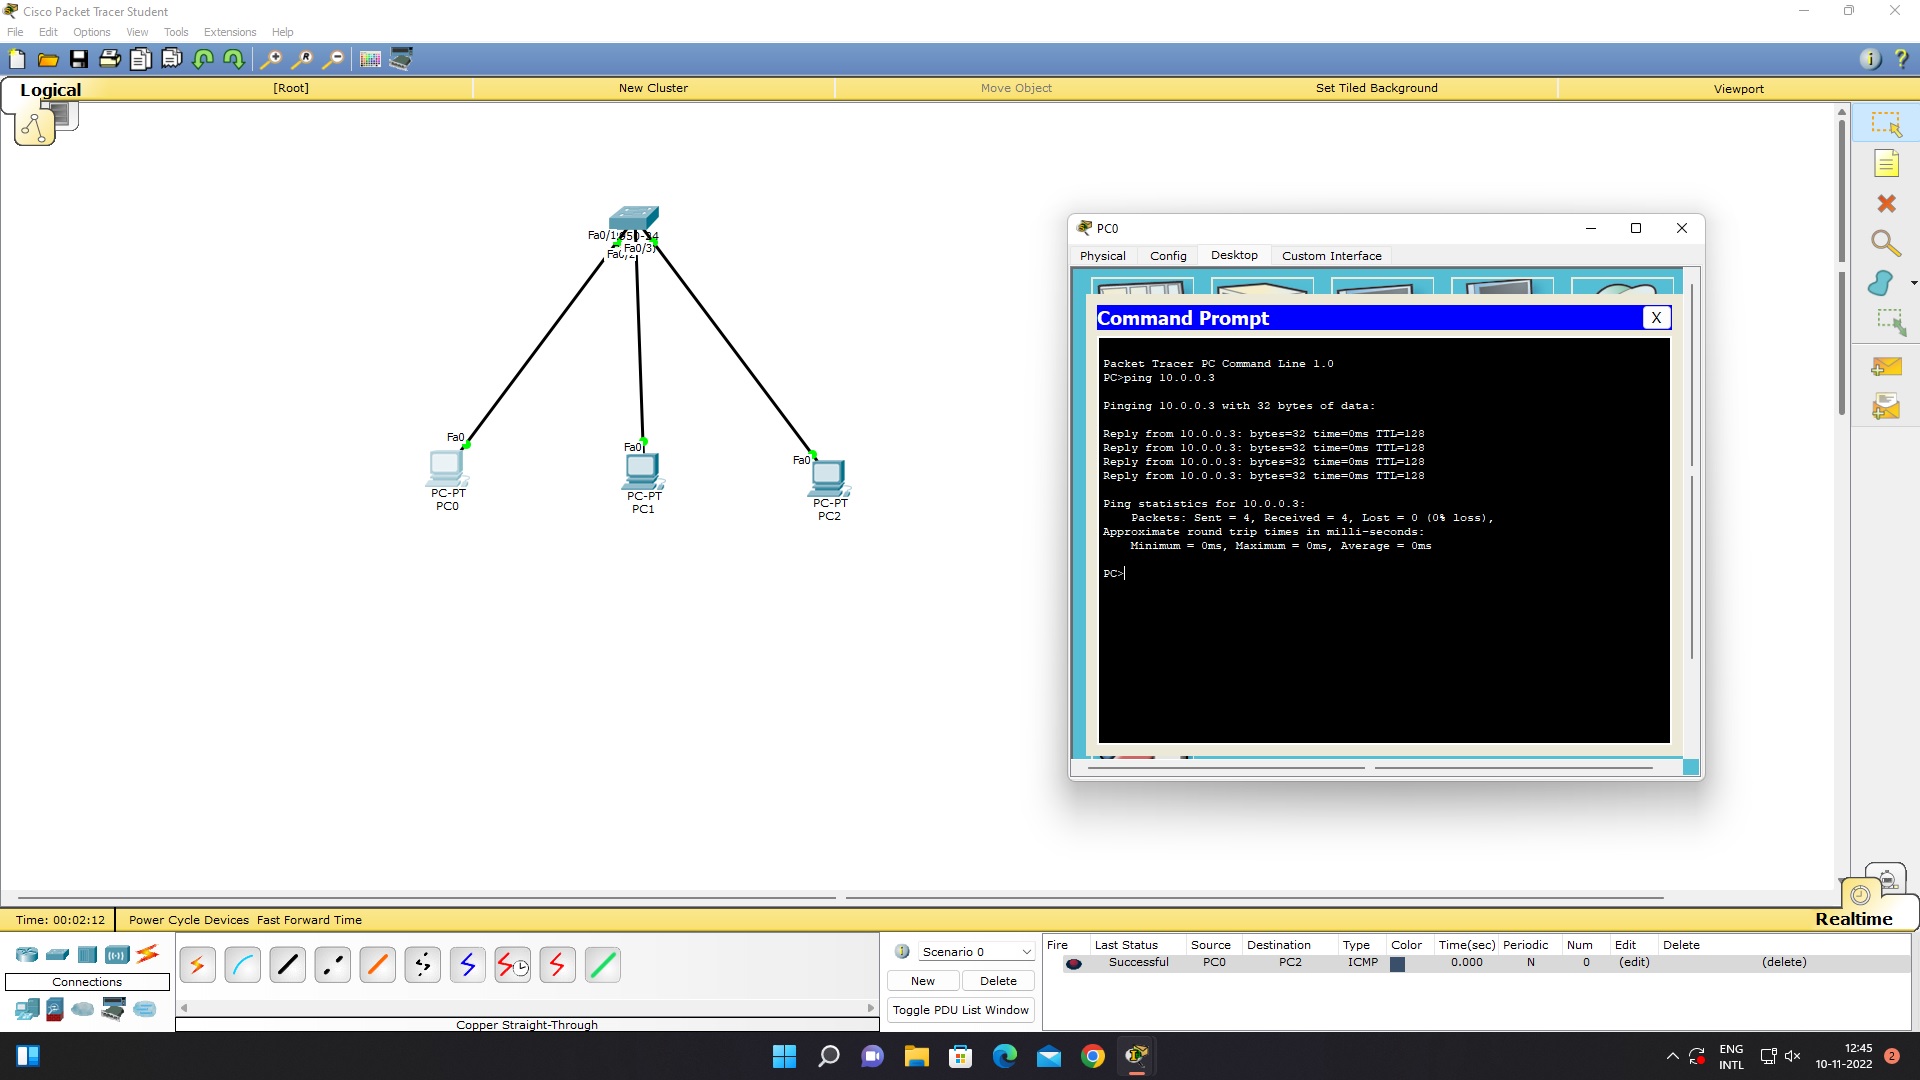 Cisco Packet Tracer Student
File Edit Options View Tools Extensions Help
Logical [Root] New Cluster Move Object Set Tiled Background Viewport
Fa0/1 950-24
Fa0/3)
Fa0/2
Fa0
PC-PT
PC0
Fa0
PC-PT
PC1
Fa0
PC-PT
PC2
PC0
Physical Config Desktop Custom Interface
Command Prompt X
Packet Tracer PC Command Line 1.0
PC>ping 10.0.0.3
Pinging 10.0.0.3 with 32 bytes of data:
Reply from 10.0.0.3: bytes=32 time=0ms TTL=128
Reply from 10.0.0.3: bytes=32 time=0ms TTL=128
Reply from 10.0.0.3: bytes=32 time=0ms TTL=128
Reply from 10.0.0.3: bytes=32 time=0ms TTL=128
Ping statistics for 10.0.0.3:
Packets: Sent = 4, Received = 4, Lost = 0 (0% loss),
Approximate round trip times in milli-seconds:
Minimum = 0ms, Maximum = 0ms, Average = 0ms
PC>
Time: 00:02:12 Power Cycle Devices Fast Forward Time Realtime
Connections
Copper Straight-Through
Scenario 0
New Delete
Toggle PDU List Window
Fire Last Status Source Destination Type Color Time(sec) Periodic Num Edit Delete
Successful PC0 PC2 ICMP 0.000 N 0 (edit) (delete)
ENG
INTL
12:45
10-11-2022
2